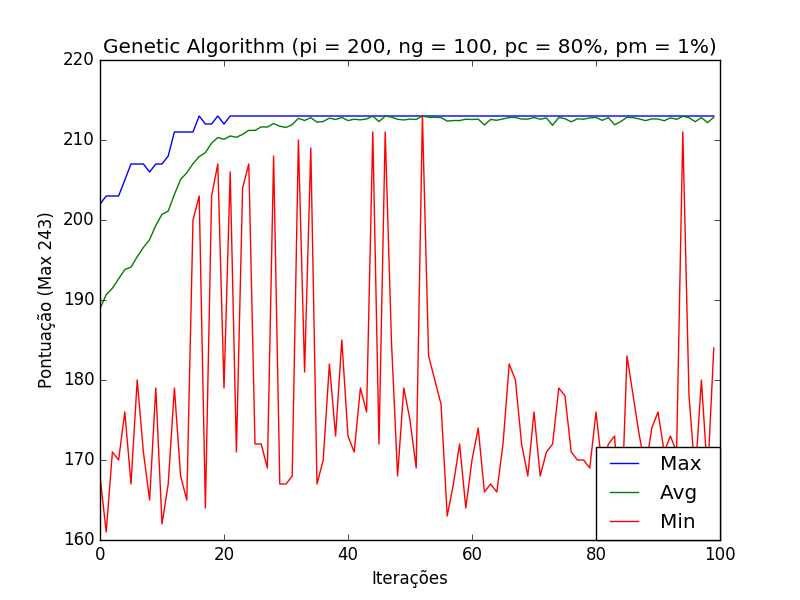 Genetic Algorithm (pi = 200, ng = 100, pc = 80%, pm = 1%)
220
210
200
190
180
170
160
Pontuação (Max 243)
0 20 40 60 80 100
Iterações
Max
Avg
Min